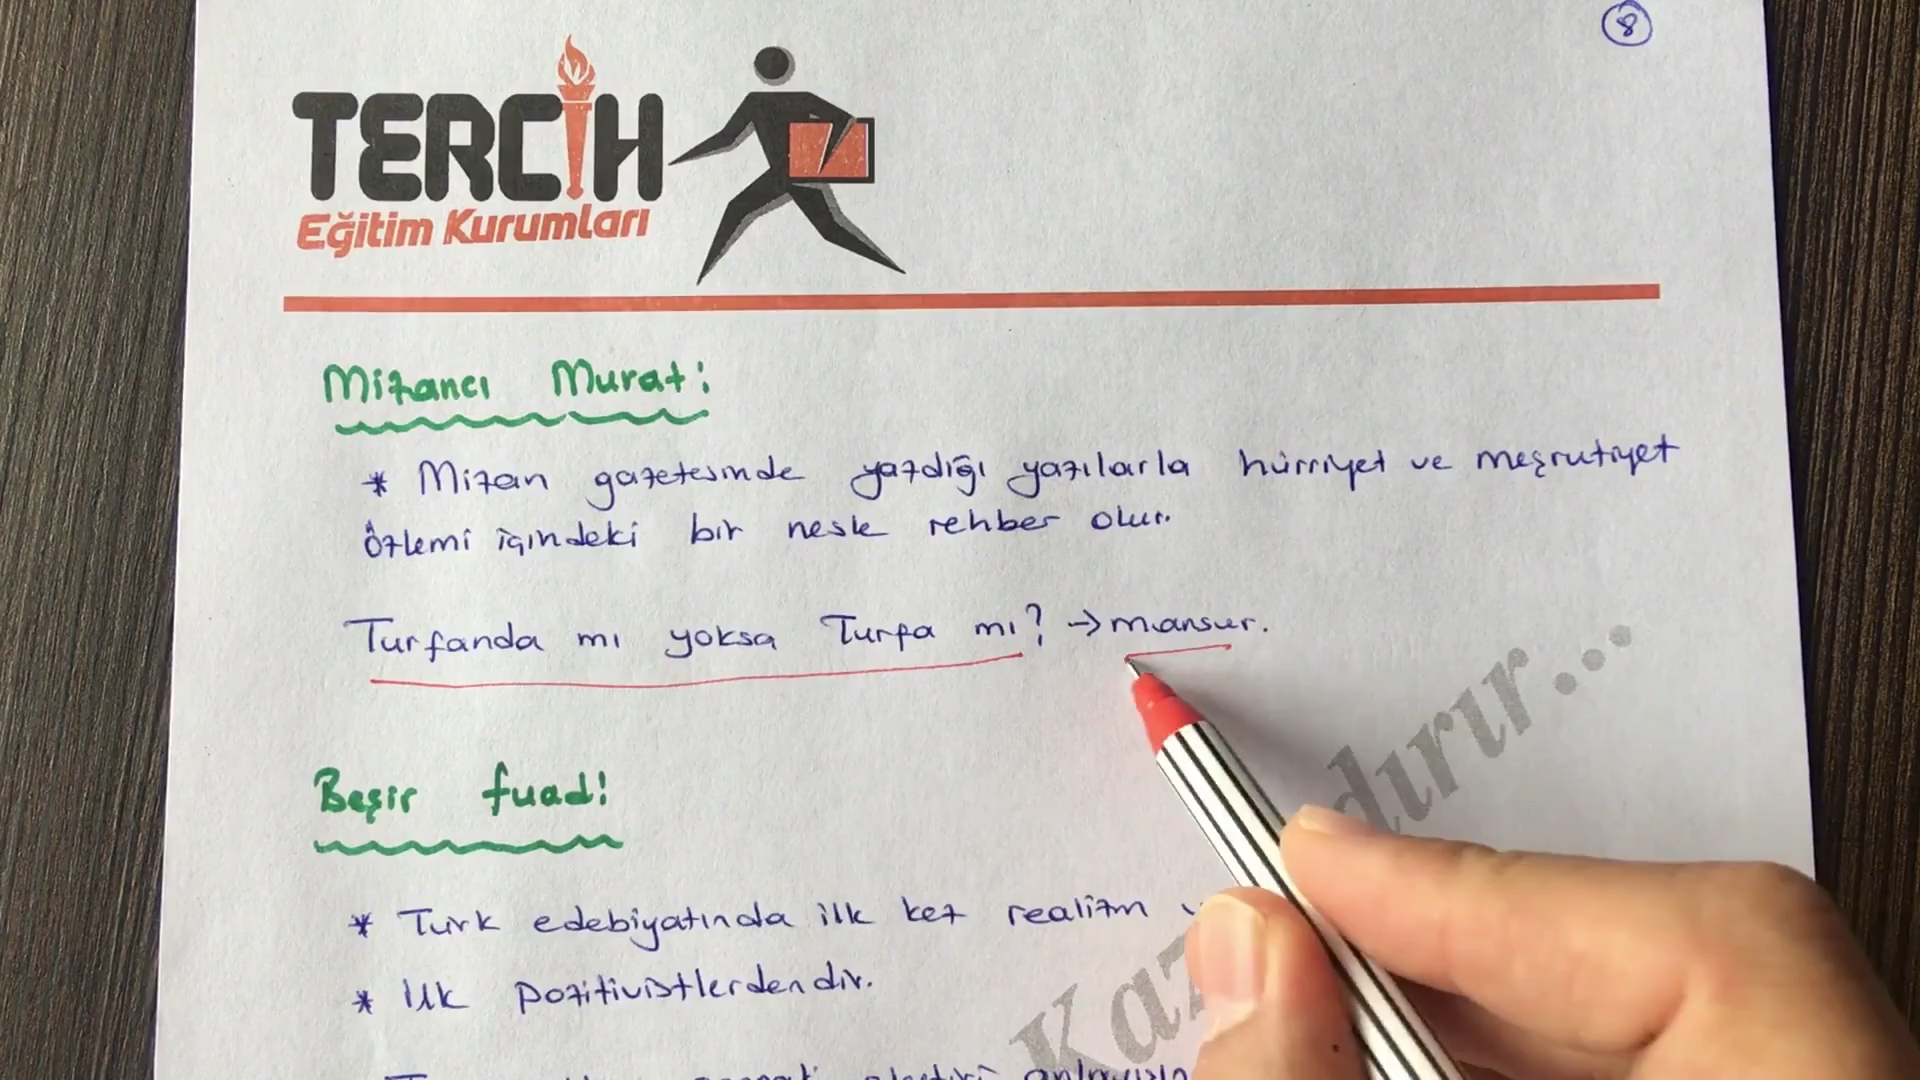 8
TERCİH
Eğitim Kurumları
Mizancı Murat:
* Mizan gazetesinde yazdığı yazılarla hürriyet ve meşrutiyet
özlemi içindeki bir nesle rehber olur.
Turfanda mı yoksa Turfa mı? → mansur.
Beşir fuad:
* Türk edebiyatında ilk kez realizm
* ilk pozitivistlerdendir.